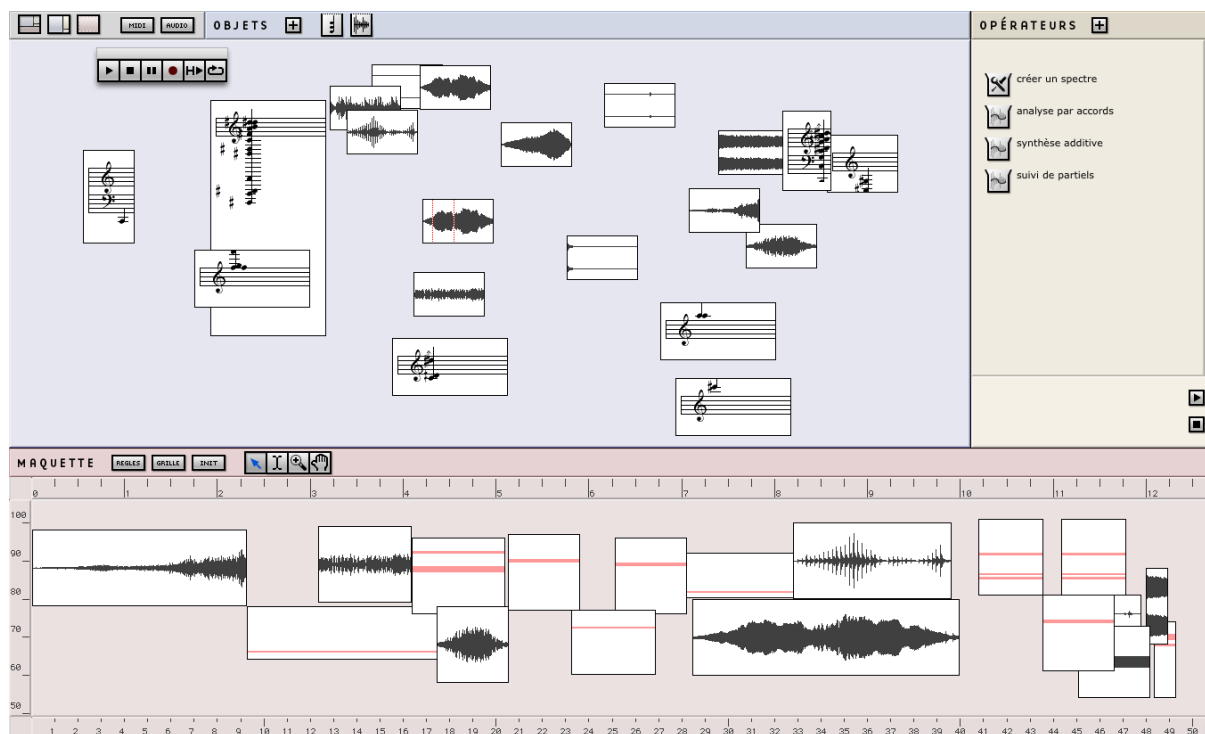 MIDI AUDIO OBJETS
OPÉRATEURS
créer un spectre
analyse par accords
synthèse additive
suivi de partiels
MAQUETTE REGLES GRILLE INIT
0 1 2 3 4 5 6 7 8 9 10 11 12
100
90
80
70
60
50
1 2 3 4 5 6 7 8 9 10 11 12 13 14 15 16 17 18 19 20 21 22 23 24 25 26 27 28 29 30 31 32 33 34 35 36 37 38 39 40 41 42 43 44 45 46 47 48 49 50